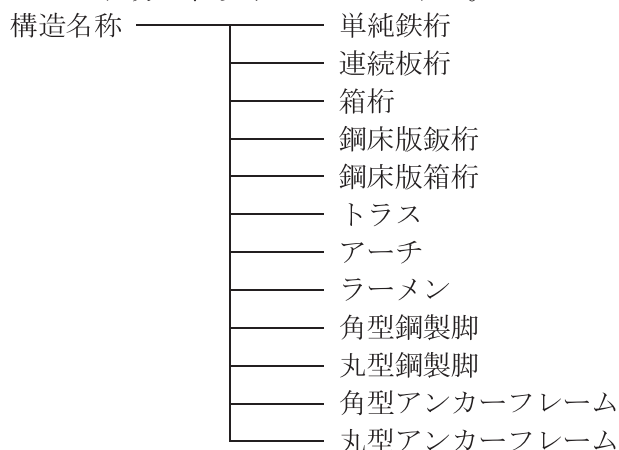 構造名称 単純鉄桁
連続板桁
箱桁
鋼床版鈑桁
鋼床版箱桁
トラス
アーチ
ラーメン
角型鋼製脚
丸型鋼製脚
角型アンカーフレーム
丸型アンカーフレーム